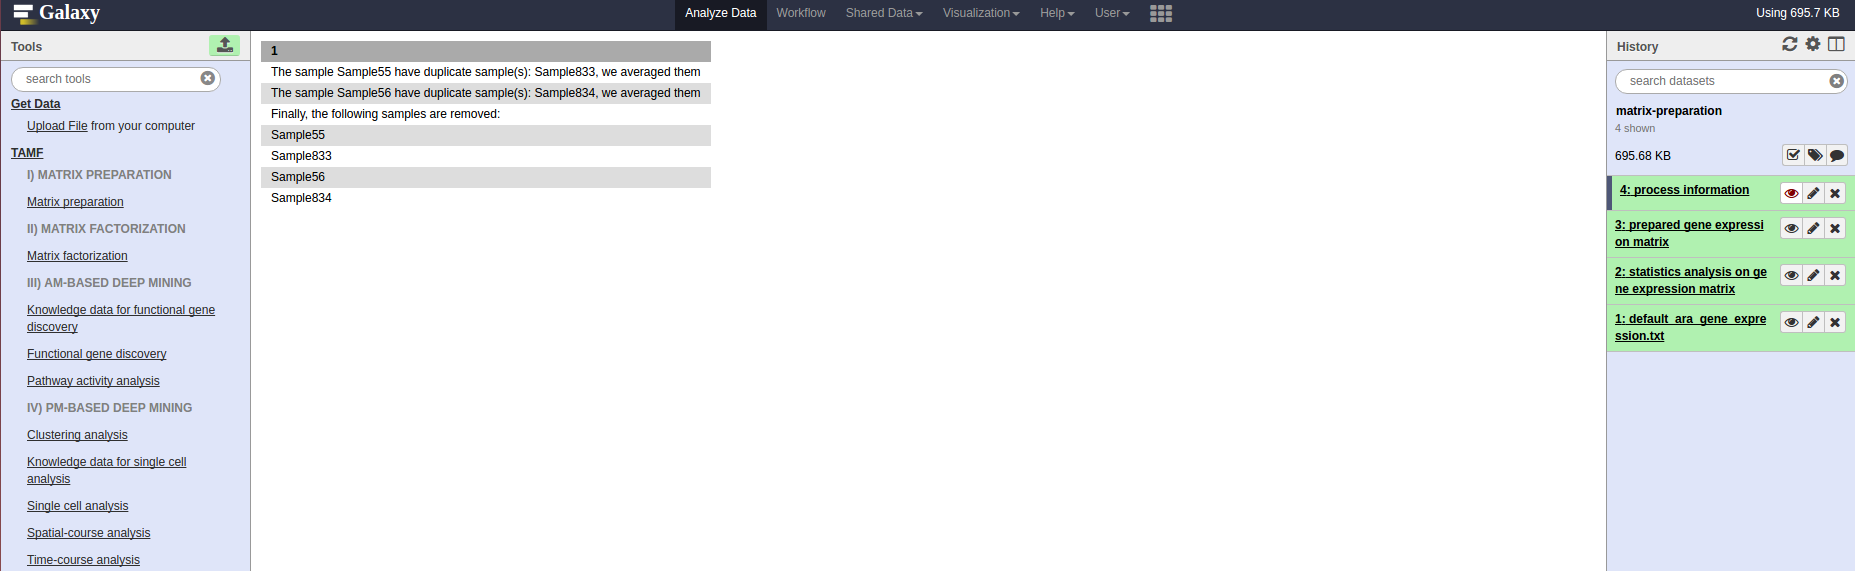 Galaxy
Analyze Data Workflow Shared Data Visualization Help User
Using 695.7 KB
Tools
search tools
Get Data
Upload File from your computer
TAMF
I) MATRIX PREPARATION
Matrix preparation
II) MATRIX FACTORIZATION
Matrix factorization
III) AM-BASED DEEP MINING
Knowledge data for functional gene
discovery
Functional gene discovery
Pathway activity analysis
IV) PM-BASED DEEP MINING
Clustering analysis
Knowledge data for single cell
analysis
Single cell analysis
Spatial-course analysis
Time-course analysis
1
The sample Sample55 have duplicate sample(s): Sample833, we averaged them
The sample Sample56 have duplicate sample(s): Sample834, we averaged them
Finally, the following samples are removed:
Sample55
Sample833
Sample56
Sample834
History
search datasets
matrix-preparation
4 shown
695.68 KB
4: process information
3: prepared gene expressi
on matrix
2: statistics analysis on ge
ne expression matrix
1: default_ara_gene_expre
ssion.txt